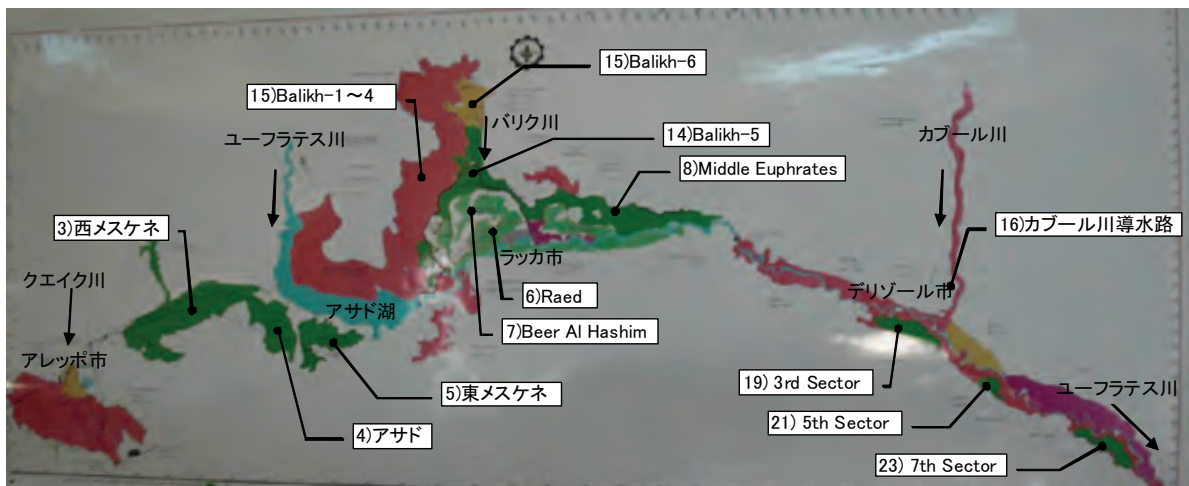 15)Balikh-6
15)Balikh-1～4
バリク川
ユーフラテス川
14)Balikh-5
カブール川
8)Middle Euphrates
3)西メスケネ
16)カブール川導水路
ラッカ市
クエイク川
6)Raed
デリゾール市
アサド湖
7)Beer Al Hashim
アレッポ市
19) 3rd Sector
5)東メスケネ
ユーフラテス川
21) 5th Sector
4)アサド
23) 7th Sector